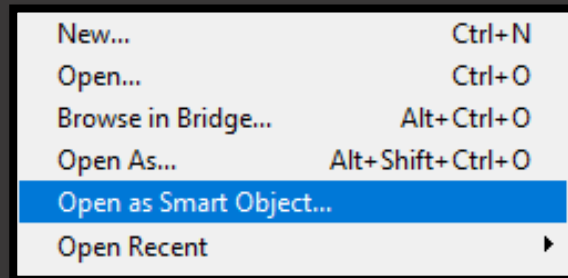 New... Ctrl+N
Open... Ctrl+O
Browse in Bridge... Alt+Ctrl+O
Open As... Alt+Shift+Ctrl+O
Open as Smart Object...
Open Recent